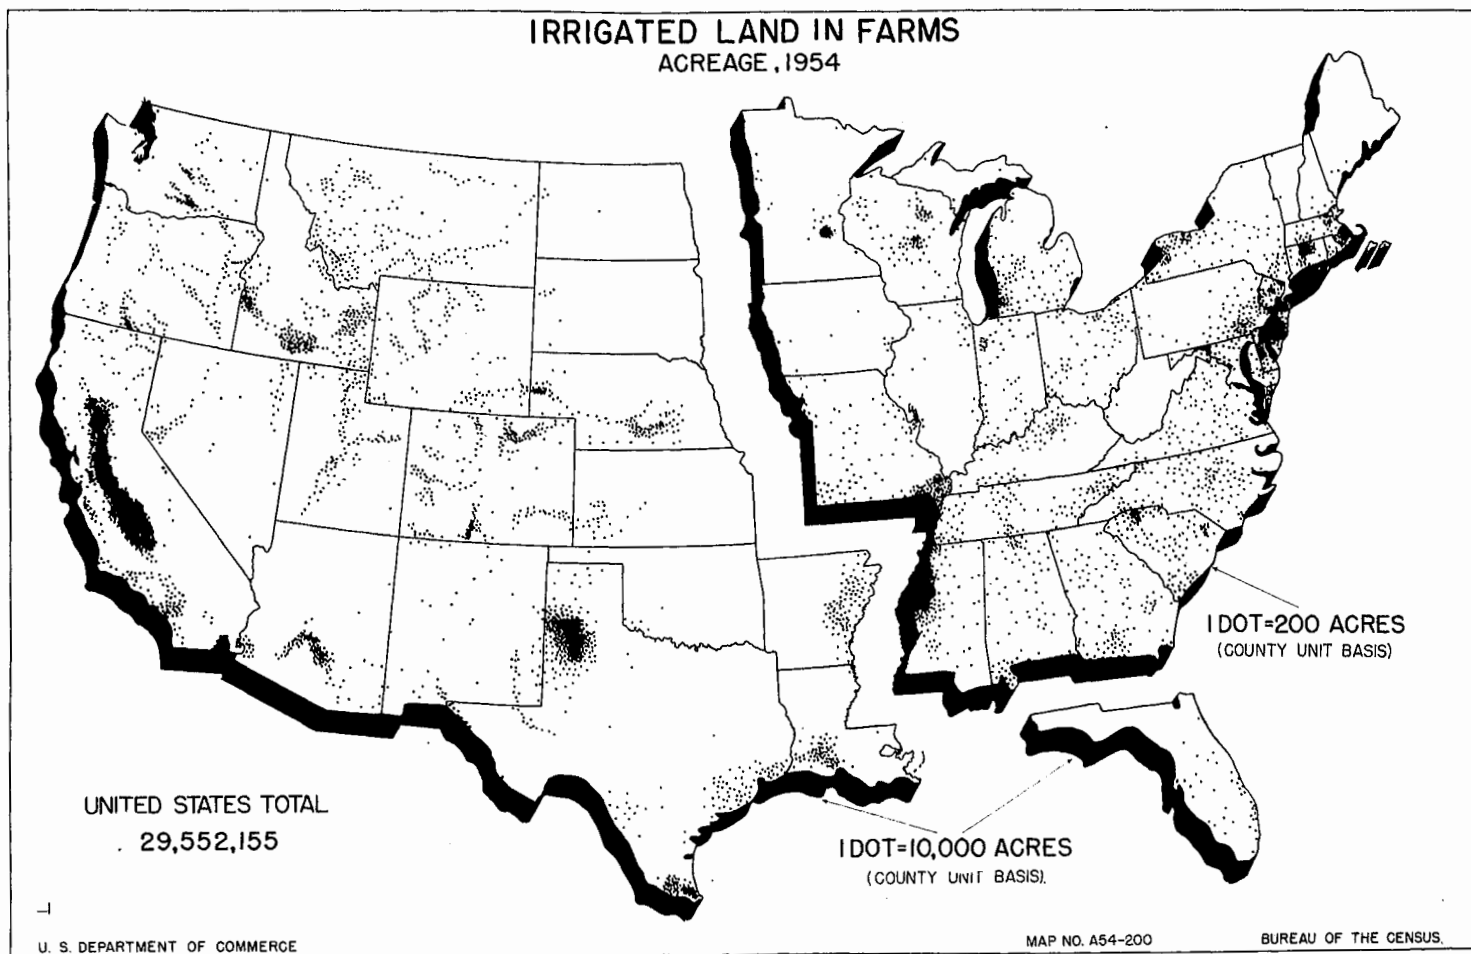 IRRIGATED LAND IN FARMS
ACREAGE, 1954
1 DOT=200 ACRES
(COUNTY UNIT BASIS)
UNITED STATES TOTAL
29,552,155
1 DOT=10,000 ACRES
(COUNTY UNIT BASIS).
U. S. DEPARTMENT OF COMMERCE
MAP NO. A54-200
BUREAU OF THE CENSUS.